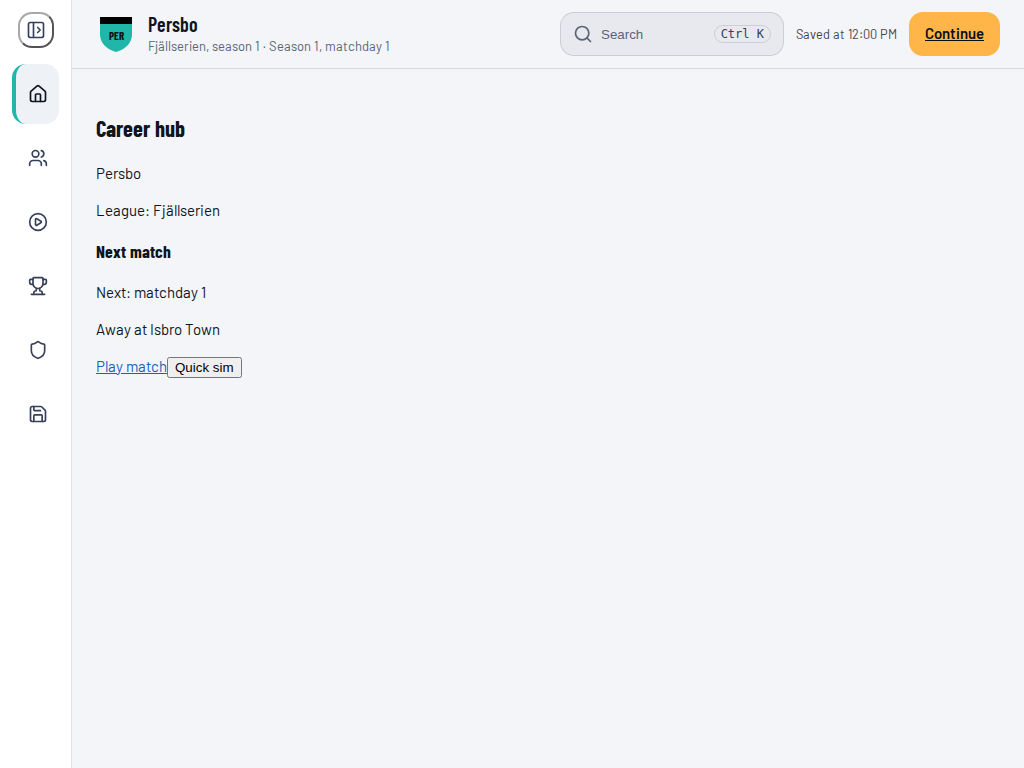 PER
Persbo
Fjällserien, season 1 · Season 1, matchday 1
Search
Ctrl K
Saved at 12:00 PM
Continue
Career hub
Persbo
League: Fjällserien
Next match
Next: matchday 1
Away at Isbro Town
Play match Quick sim